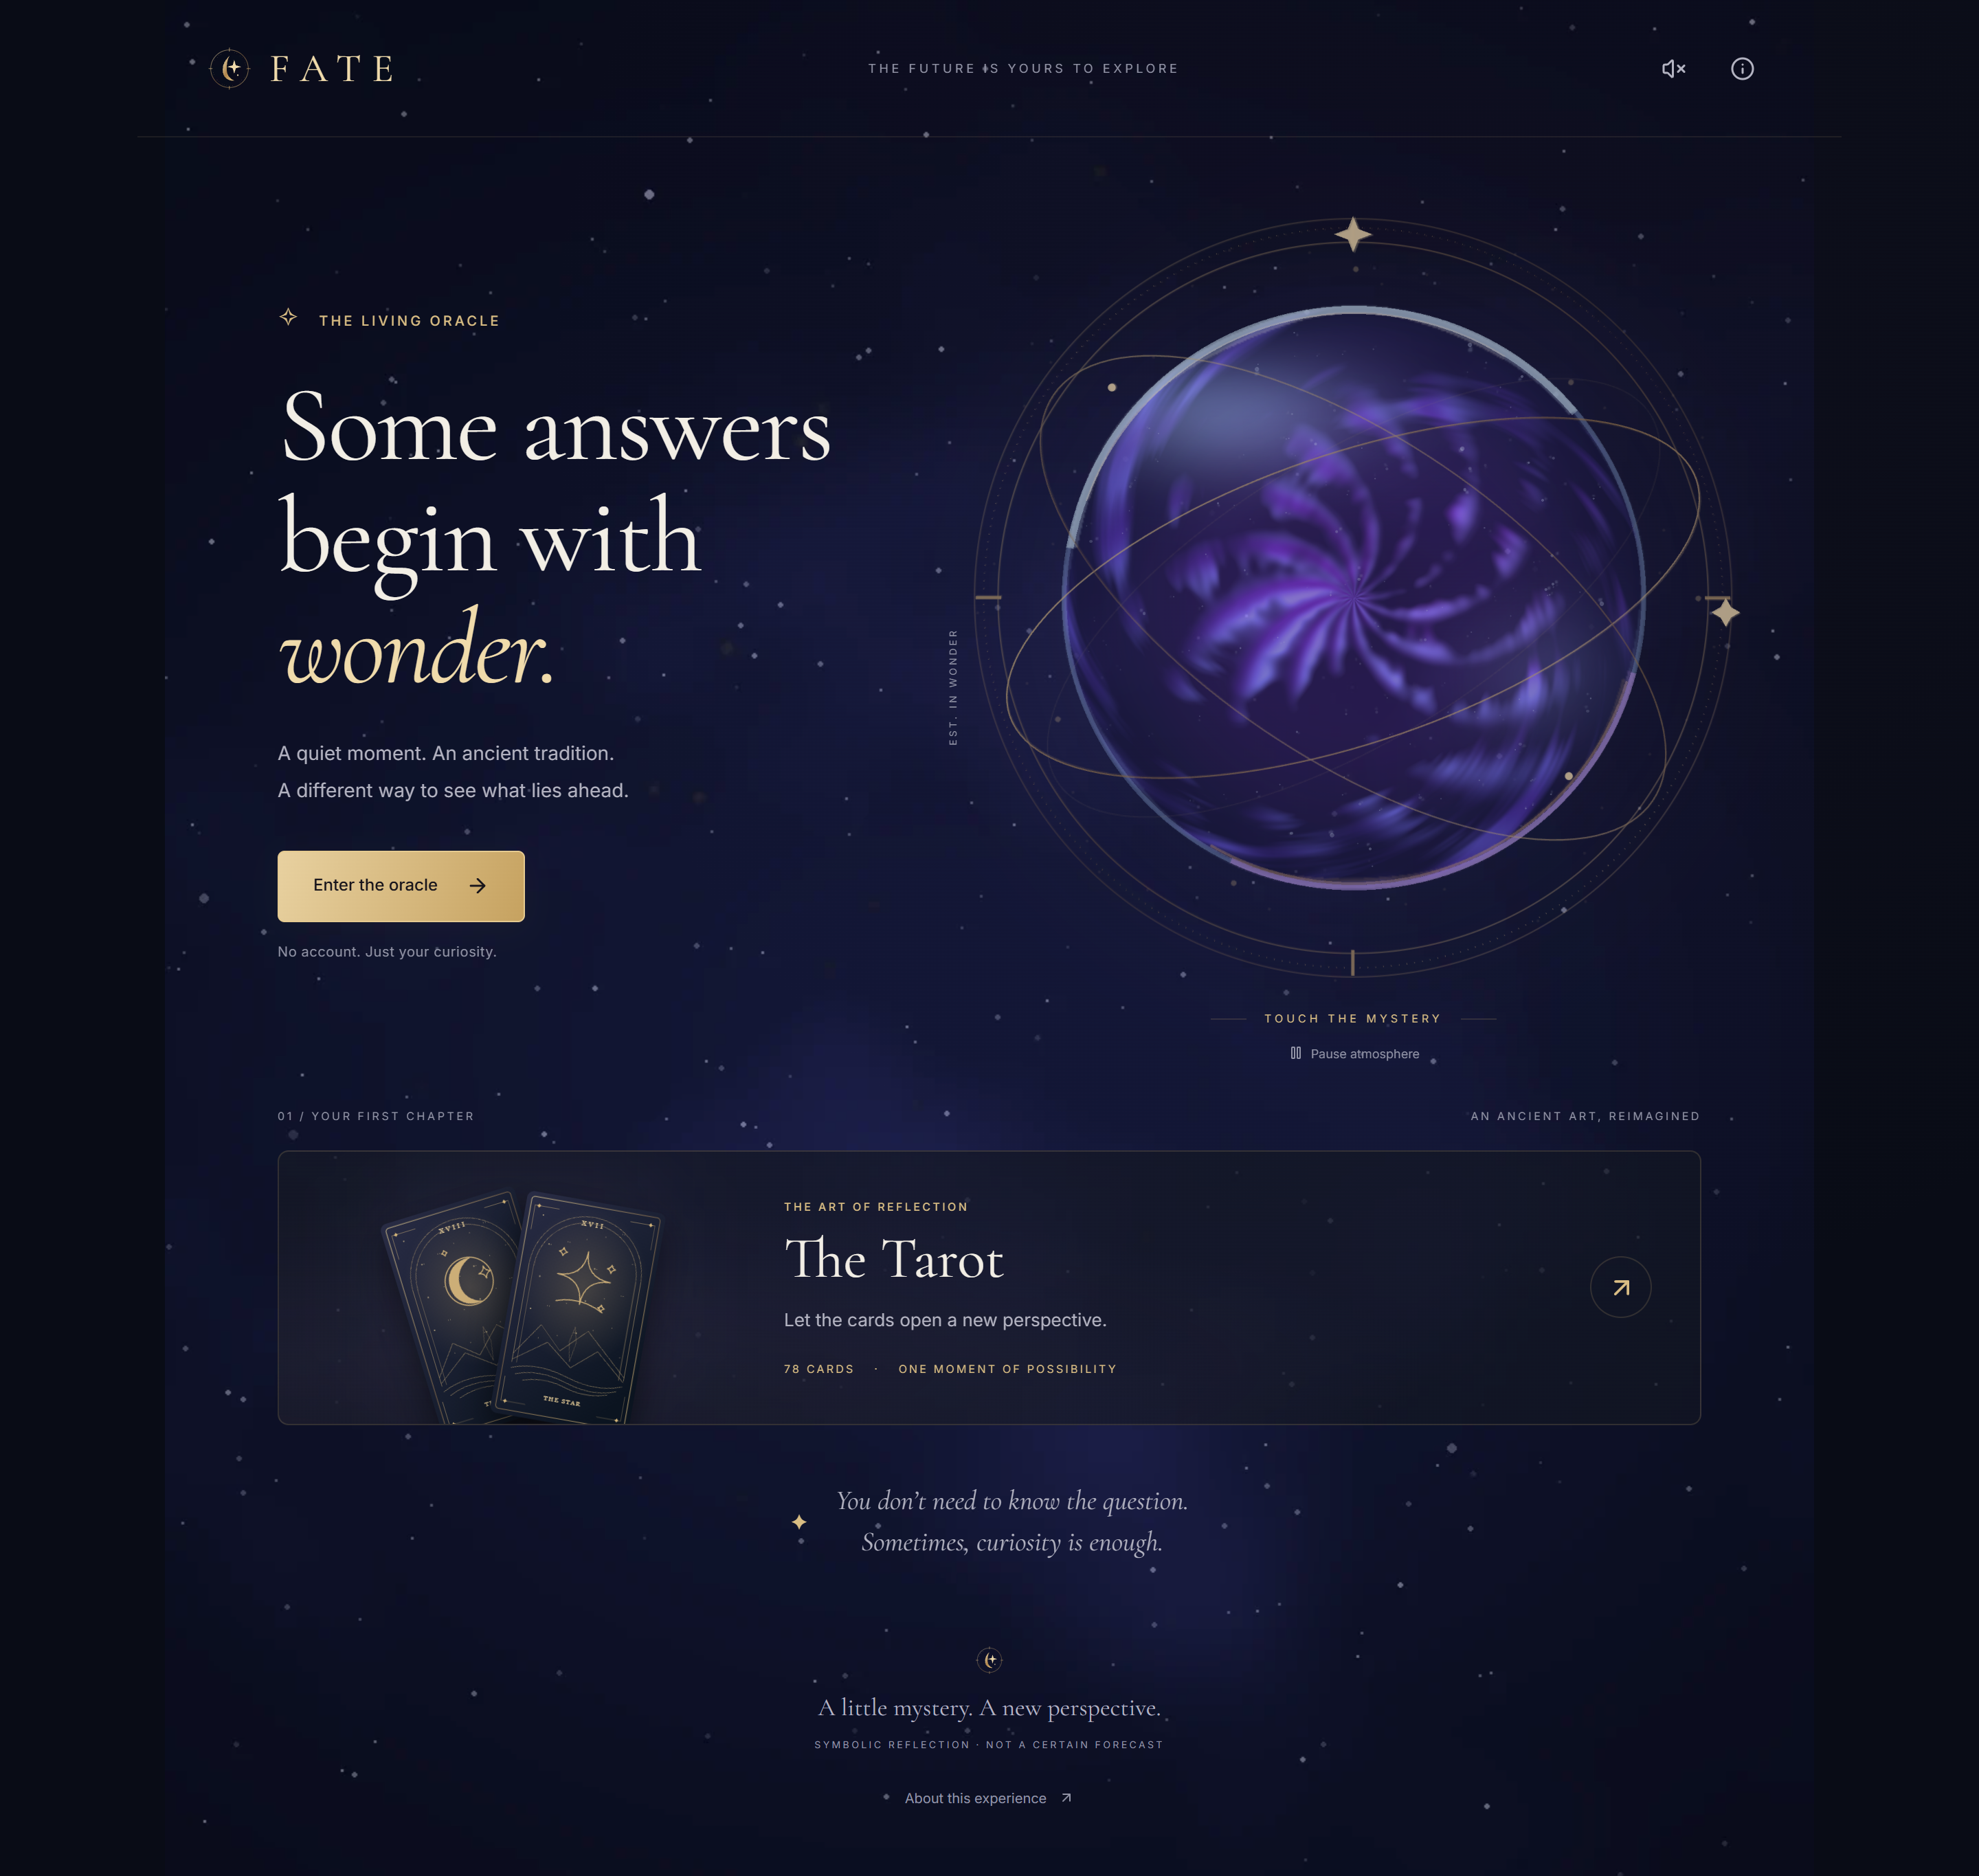 FATE
THE FUTURE IS YOURS TO EXPLORE
THE LIVING ORACLE
Some answers
begin with
wonder.
A quiet moment. An ancient tradition.
A different way to see what lies ahead.
Enter the oracle
No account. Just your curiosity.
EST. IN WONDER
TOUCH THE MYSTERY
Pause atmosphere
01 / YOUR FIRST CHAPTER
AN ANCIENT ART, REIMAGINED
XVIII
XVII
THE STAR
THE ART OF REFLECTION
The Tarot
Let the cards open a new perspective.
78 CARDS · ONE MOMENT OF POSSIBILITY
You don’t need to know the question.
Sometimes, curiosity is enough.
A little mystery. A new perspective.
SYMBOLIC REFLECTION · NOT A CERTAIN FORECAST
About this experience